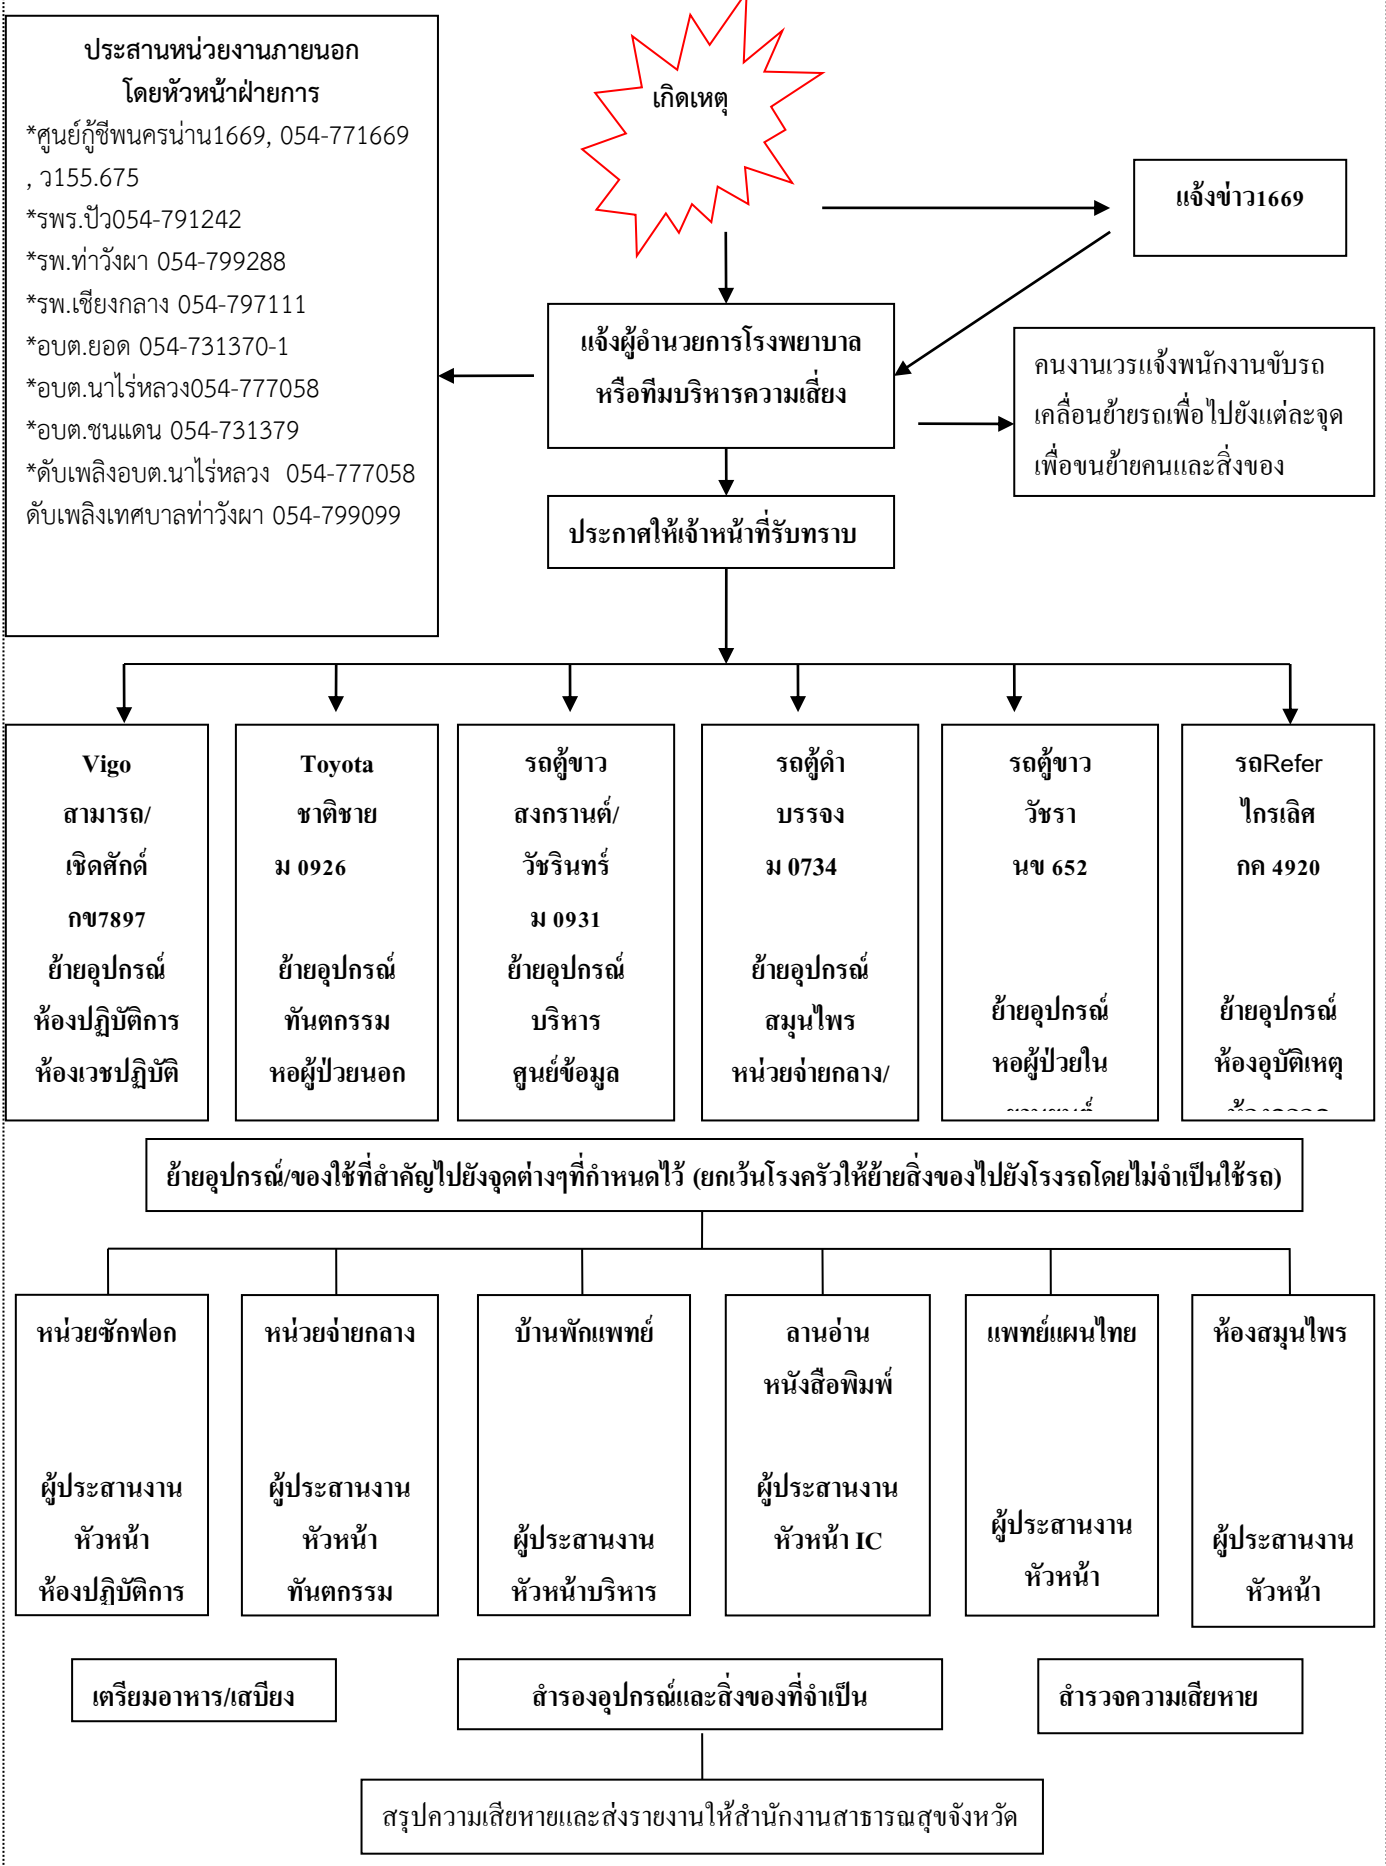 ประสานหน่วยงานภายนอก
โดยหัวหน้าฝ่ายการ
*ศูนย์กู้ชีพนครน่าน1669, 054-771669
, ว155.675
*รพร.ปัว054-791242
*รพ.ท่าวังผา 054-799288
*รพ.เชียงกลาง 054-797111
*อบต.ยอด 054-731370-1
*อบต.นาไร่หลวง054-777058
*อบต.ชนแดน 054-731379
*ดับเพลิงอบต.นาไร่หลวง 054-777058
ดับเพลิงเทศบาลท่าวังผา 054-799099
เกิดเหตุ
แจ้งข่าว1669
แจ้งผู้อำนวยการโรงพยาบาล
หรือทีมบริหารความเสี่ยง
คนงานเวรแจ้งพนักงานขับรถ
เคลื่อนย้ายรถเพื่อไปยังแต่ละจุด
เพื่อขนย้ายคนและสิ่งของ
ประกาศให้เจ้าหน้าที่รับทราบ
Vigo
สามารถ/
เชิดศักด์
กข7897
ย้ายอุปกรณ์
ห้องปฏิบัติการ
ห้องเวชปฏิบัติ
Toyota
ชาติชาย
ม 0926
ย้ายอุปกรณ์
ทันตกรรม
หอผู้ป่วยนอก
รถตู้ขาว
สงกรานต์/
วัชรินทร์
ม 0931
ย้ายอุปกรณ์
บริหาร
ศูนย์ข้อมูล
รถตู้ดำ
บรรจง
ม 0734
ย้ายอุปกรณ์
สมุนไพร
หน่วยจ่ายกลาง/
รถตู้ขาว
วัชรา
นข 652
ย้ายอุปกรณ์
หอผู้ป่วยใน
รถRefer
ไกรเลิศ
กค 4920
ย้ายอุปกรณ์
ห้องอุบัติเหตุ
ย้ายอุปกรณ์/ของใช้ที่สำคัญไปยังจุดต่างๆที่กำหนดไว้ (ยกเว้นโรงครัวให้ย้ายสิ่งของไปยังโรงรถโดยไม่จำเป็นใช้รถ)
หน่วยซักฟอก
ผู้ประสานงาน
หัวหน้า
ห้องปฏิบัติการ
หน่วยจ่ายกลาง
ผู้ประสานงาน
หัวหน้า
ทันตกรรม
บ้านพักแพทย์
ผู้ประสานงาน
หัวหน้าบริหาร
ลานอ่าน
หนังสือพิมพ์
ผู้ประสานงาน
หัวหน้า IC
แพทย์แผนไทย
ผู้ประสานงาน
หัวหน้า
ห้องสมุนไพร
ผู้ประสานงาน
หัวหน้า
เตรียมอาหาร/เสบียง
สำรองอุปกรณ์และสิ่งของที่จำเป็น
สำรวจความเสียหาย
สรุปความเสียหายและส่งรายงานให้สำนักงานสาธารณสุขจังหวัด